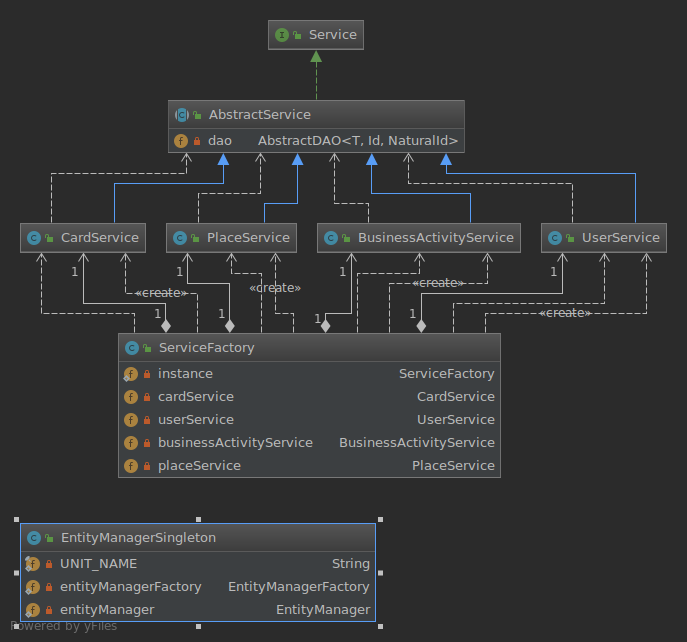 Service
AbstractService
dao AbstractDAO<T, Id, NaturalId>
CardService
PlaceService
BusinessActivityService
UserService
1
1
1
1
«create»
«create»
«create»
«create»
1
1
1
1
ServiceFactory
instance ServiceFactory
cardService CardService
userService UserService
businessActivityService BusinessActivityService
placeService PlaceService
EntityManagerSingleton
UNIT_NAME String
entityManagerFactory EntityManagerFactory
entityManager EntityManager
Powered by yFiles